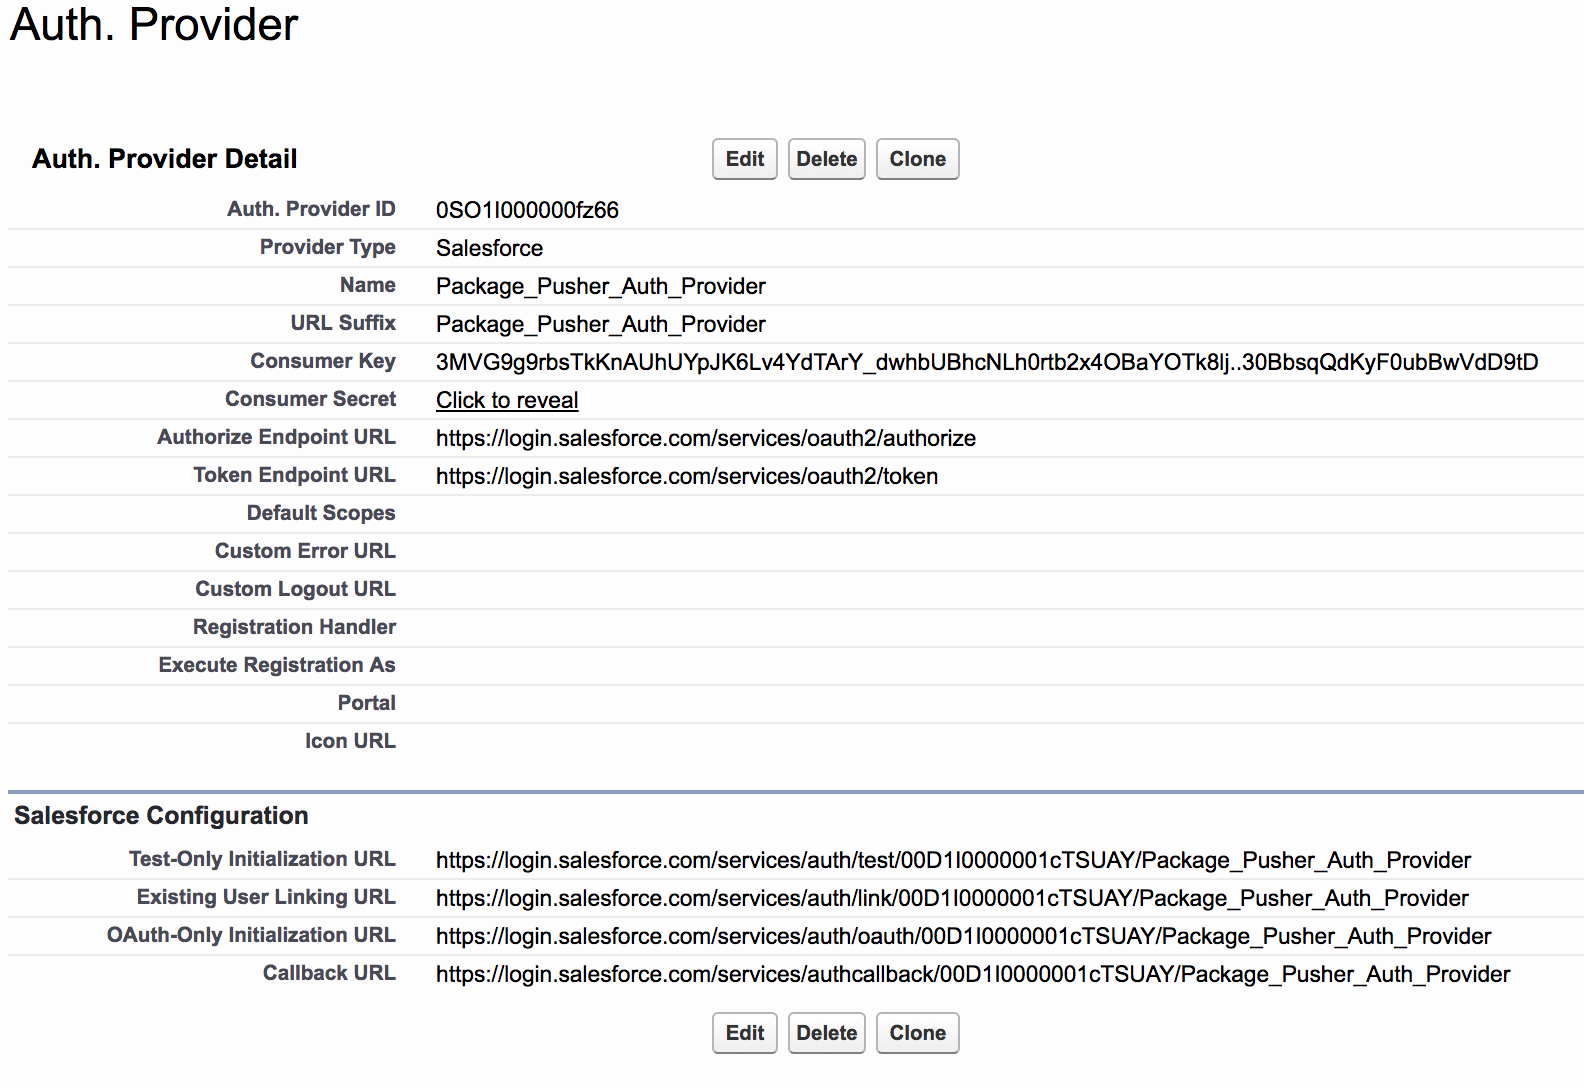 Auth. Provider
Auth. Provider Detail Edit Delete Clone
Auth. Provider ID 0SO1I000000fz66
Provider Type Salesforce
Name Package_Pusher_Auth_Provider
URL Suffix Package_Pusher_Auth_Provider
Consumer Key 3MVG9g9rbsTkKnAUhUYpJK6Lv4YdTArY_dwhbUBhcNLh0rtb2x4OBaYOTk8lj..30BbsqQdKyF0ubBwVdD9tD
Consumer Secret Click to reveal
Authorize Endpoint URL https://login.salesforce.com/services/oauth2/authorize
Token Endpoint URL https://login.salesforce.com/services/oauth2/token
Default Scopes
Custom Error URL
Custom Logout URL
Registration Handler
Execute Registration As
Portal
Icon URL
Salesforce Configuration
Test-Only Initialization URL https://login.salesforce.com/services/auth/test/00D1I0000001cTSUAY/Package_Pusher_Auth_Provider
Existing User Linking URL https://login.salesforce.com/services/auth/link/00D1I0000001cTSUAY/Package_Pusher_Auth_Provider
OAuth-Only Initialization URL https://login.salesforce.com/services/auth/oauth/00D1I0000001cTSUAY/Package_Pusher_Auth_Provider
Callback URL https://login.salesforce.com/services/authcallback/00D1I0000001cTSUAY/Package_Pusher_Auth_Provider
Edit Delete Clone